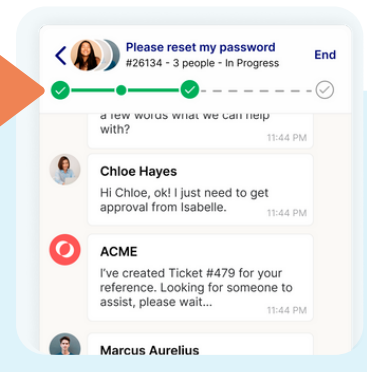 Please reset my password
#26134 - 3 people - In Progress
End
a few words what we can help
with?
11:44 PM
Chloe Hayes
Hi Chloe, ok! I just need to get
approval from Isabelle.
11:44 PM
ACME
I've created Ticket #479 for your
reference. Looking for someone to
assist, please wait...
11:44 PM
Marcus Aurelius